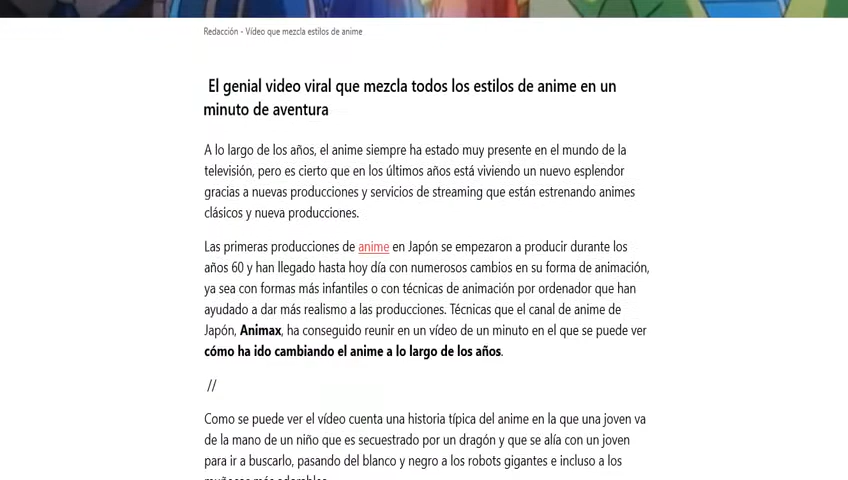 Redacción - Vídeo que mezcla estilos de anime
El genial video viral que mezcla todos los estilos de anime en un
minuto de aventura
A lo largo de los años, el anime siempre ha estado muy presente en el mundo de la
televisión, pero es cierto que en los últimos años está viviendo un nuevo esplendor
gracias a nuevas producciones y servicios de streaming que están estrenando animes
clásicos y nueva producciones.
Las primeras producciones de anime en Japón se empezaron a producir durante los
años 60 y han llegado hasta hoy día con numerosos cambios en su forma de animación,
ya sea con formas más infantiles o con técnicas de animación por ordenador que han
ayudado a dar más realismo a las producciones. Técnicas que el canal de anime de
Japón, Animax, ha conseguido reunir en un vídeo de un minuto en el que se puede ver
cómo ha ido cambiando el anime a lo largo de los años.
//
Como se puede ver el vídeo cuenta una historia típica del anime en la que una joven va
de la mano de un niño que es secuestrado por un dragón y que se alía con un joven
para ir a buscarlo, pasando del blanco y negro a los robots gigantes e incluso a los